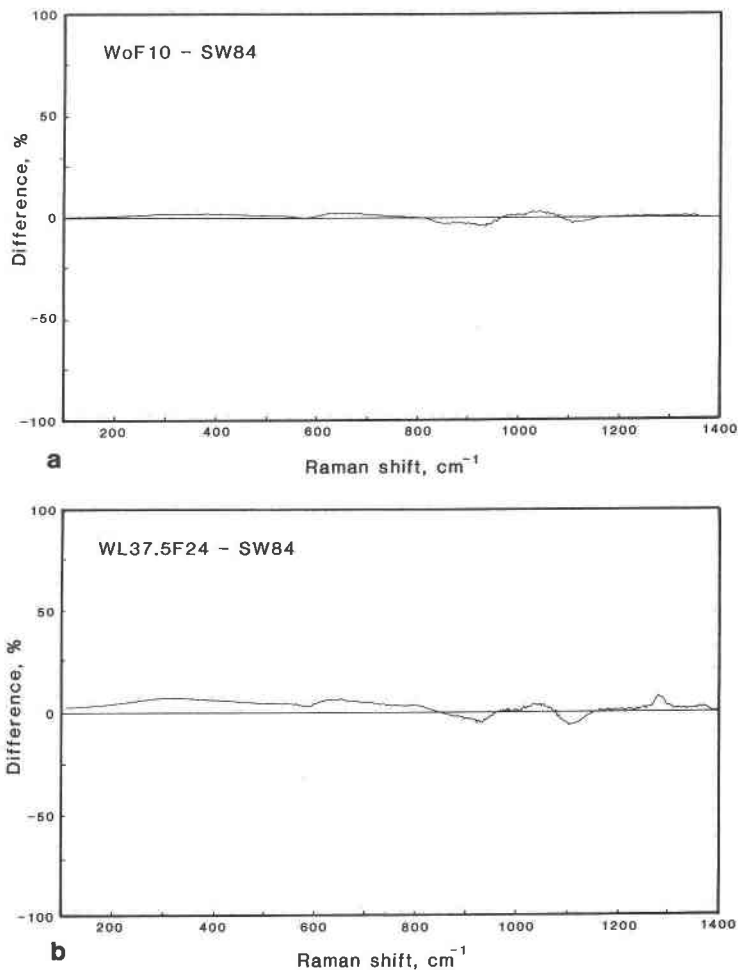 100
WoF10 – SW84
50
Difference, %
0
−50
−100
200 400 600 800 1000 1200 1400
a
Raman shift, cm⁻¹
100
WL37.5F24 – SW84
50
Difference, %
0
−50
−100
200 400 600 800 1000 1200 1400
b
Raman shift, cm⁻¹